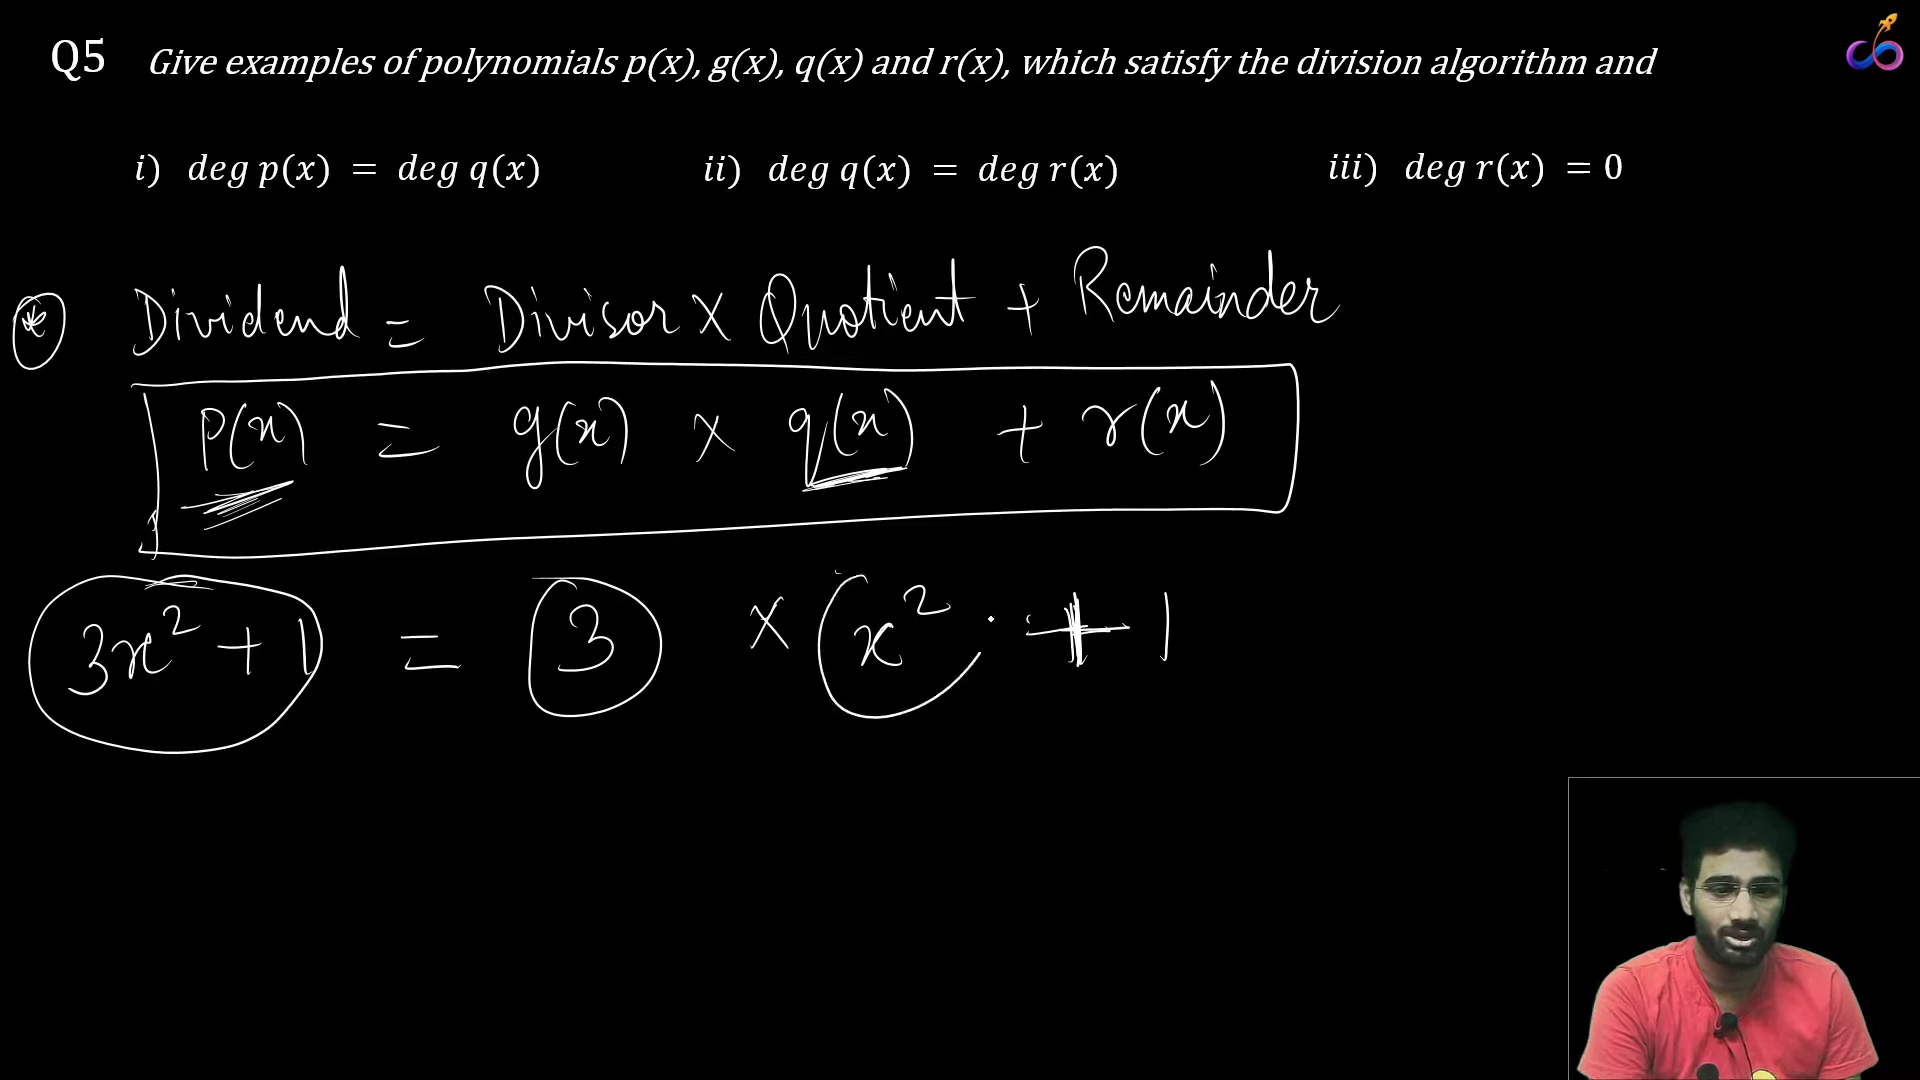 Q5 Give examples of polynomials p(x), g(x), q(x) and r(x), which satisfy the division algorithm and
i) deg p(x) = deg q(x) ii) deg q(x) = deg r(x) iii) deg r(x) = 0
Dividend = Divisor × Quotient + Remainder
p(x) = g(x) × q(x) + r(x)
3x² + 1 = 3 × x² + 1